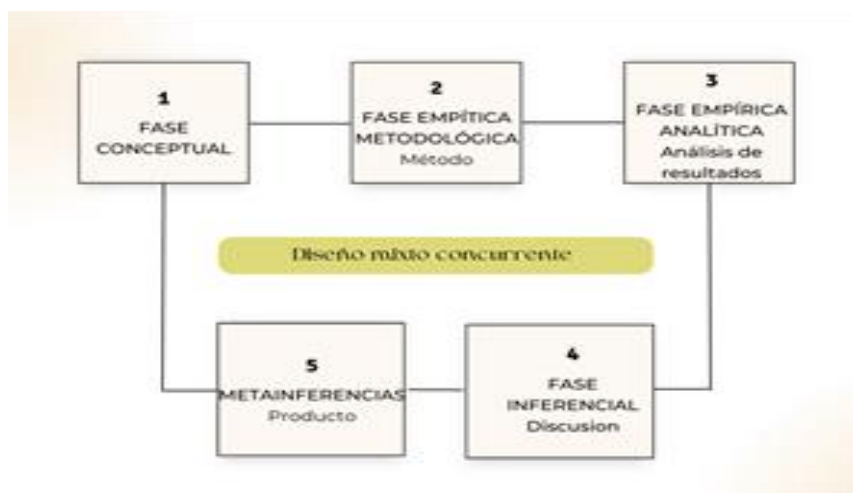 1
FASE
CONCEPTUAL
2
FASE EMPÍTICA
METODOLÓGICA
Método
3
FASE EMPÍRICA
ANALÍTICA
Análisis de
resultados
Diseño mixto concurrente
5
METAINFERENCIAS
Producto
4
FASE
INFERENCIAL
Discusion